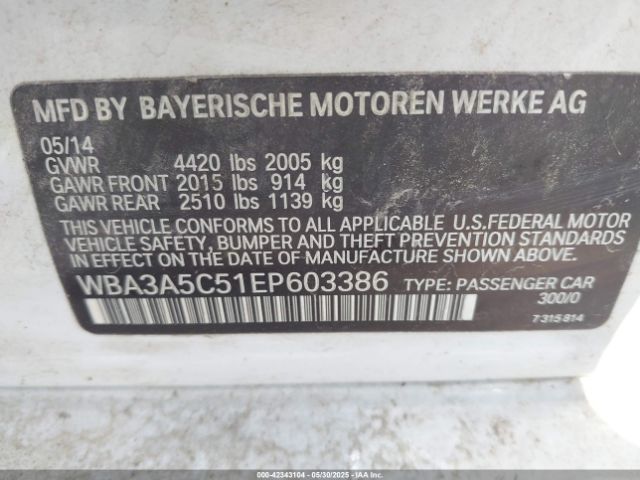 MFD BY BAYERISCHE MOTOREN WERKE AG
05/14
GVWR 4420 lbs 2005 kg
GAWR FRONT 2015 lbs 914 kg
GAWR REAR 2510 lbs 1139 kg
THIS VEHICLE CONFORMS TO ALL APPLICABLE U.S.FEDERAL MOTOR
VEHICLE SAFETY, BUMPER AND THEFT PREVENTION STANDARDS
IN EFFECT ON THE DATE OF MANUFACTURE SHOWN ABOVE.
WBA3A5C51EP603386 TYPE: PASSENGER CAR
300/0
7 315 814
000-42343104 - 05/30/2025 - IAAI.COM